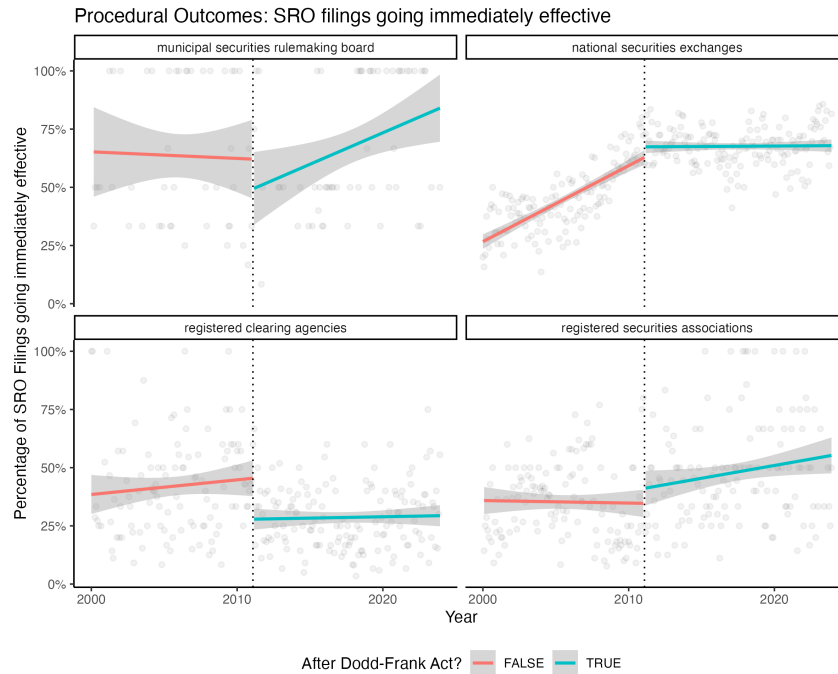 Procedural Outcomes: SRO filings going immediately effective
municipal securities rulemaking board
national securities exchanges
100%
75%
50%
25%
0%
registered clearing agencies
registered securities associations
100%
75%
50%
25%
0%
Percentage of SRO Filings going immediately effective
2000
2010
2020
2000
2010
2020
Year
After Dodd-Frank Act?
FALSE
TRUE